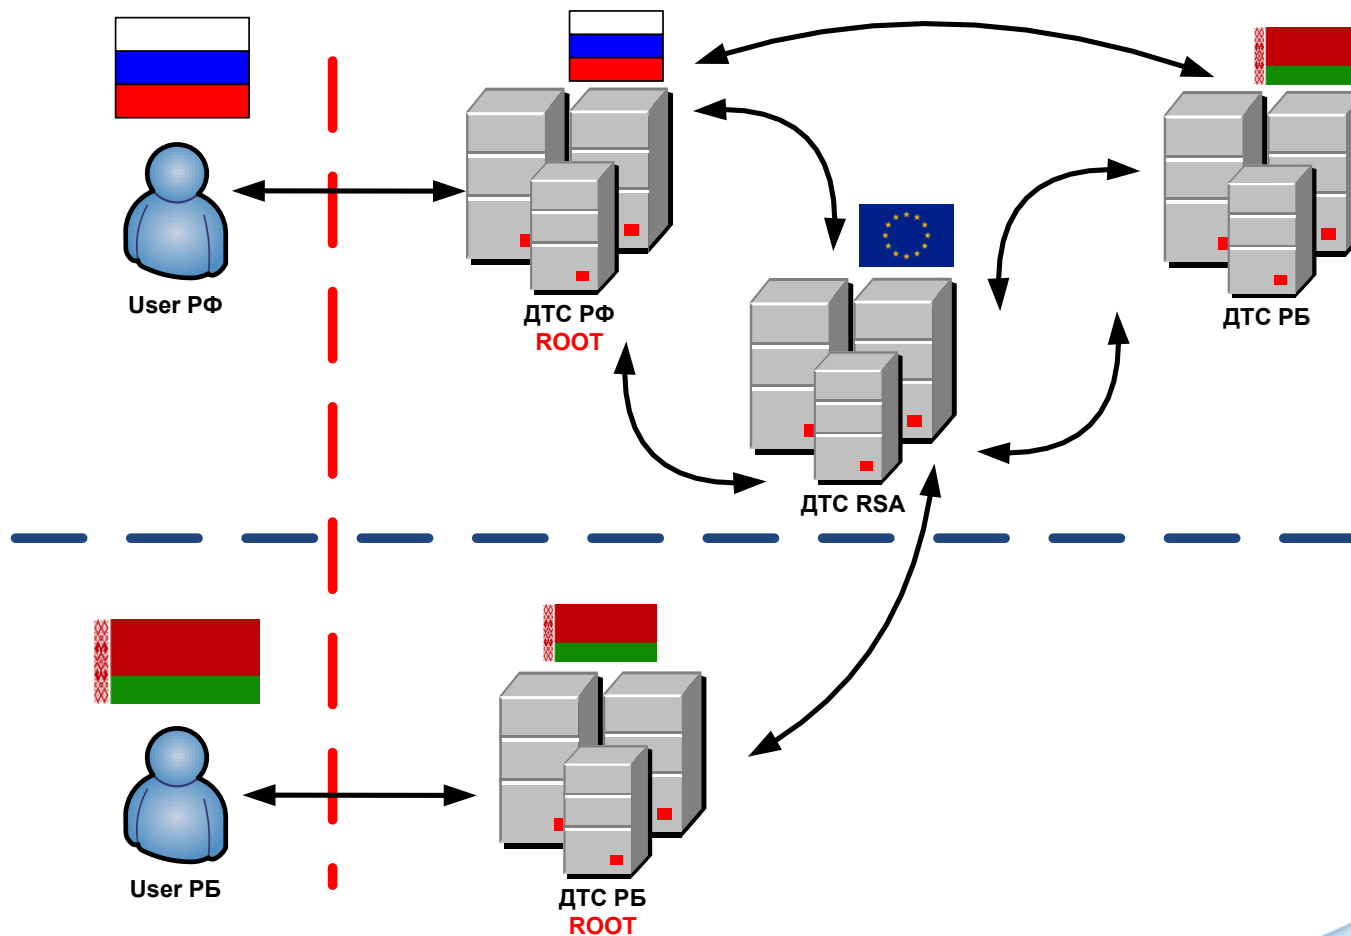 User РФ
ДТС РФ
ROOT
ДТС РБ
ДТС RSA
User РБ
ДТС РБ
ROOT